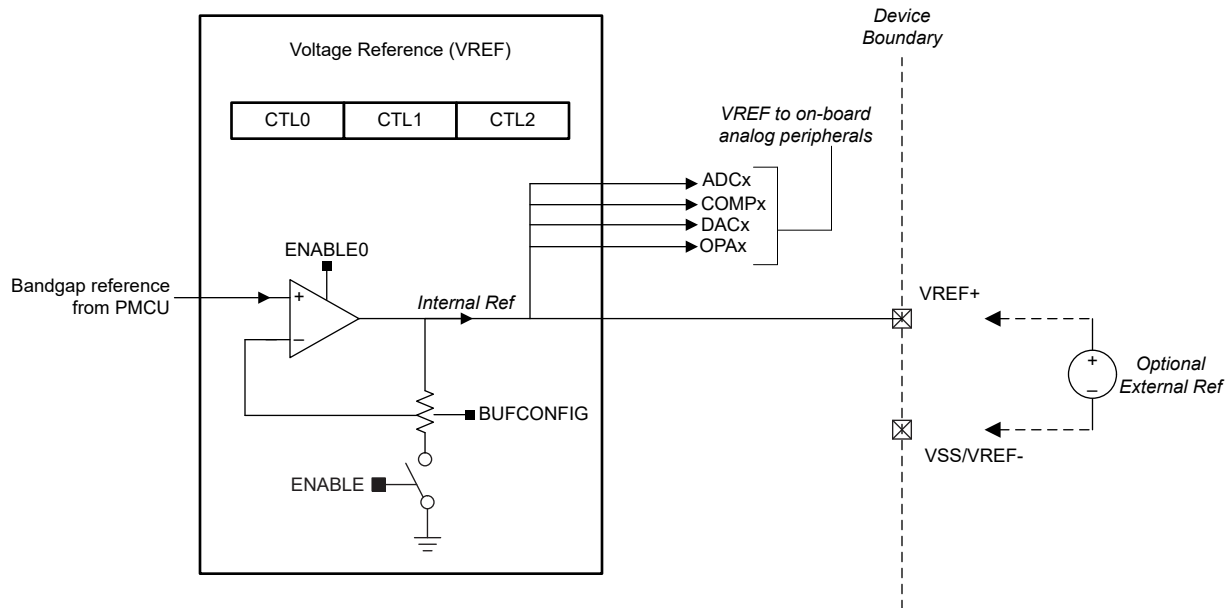 Device
Boundary
Voltage Reference (VREF)
CTL0 CTL1 CTL2
VREF to on-board
analog peripherals
ADCx
COMPx
DACx
OPAx
ENABLE0
Bandgap reference
from PMCU
+
–
Internal Ref
VREF+
+
–
Optional
External Ref
BUFCONFIG
VSS/VREF-
ENABLE